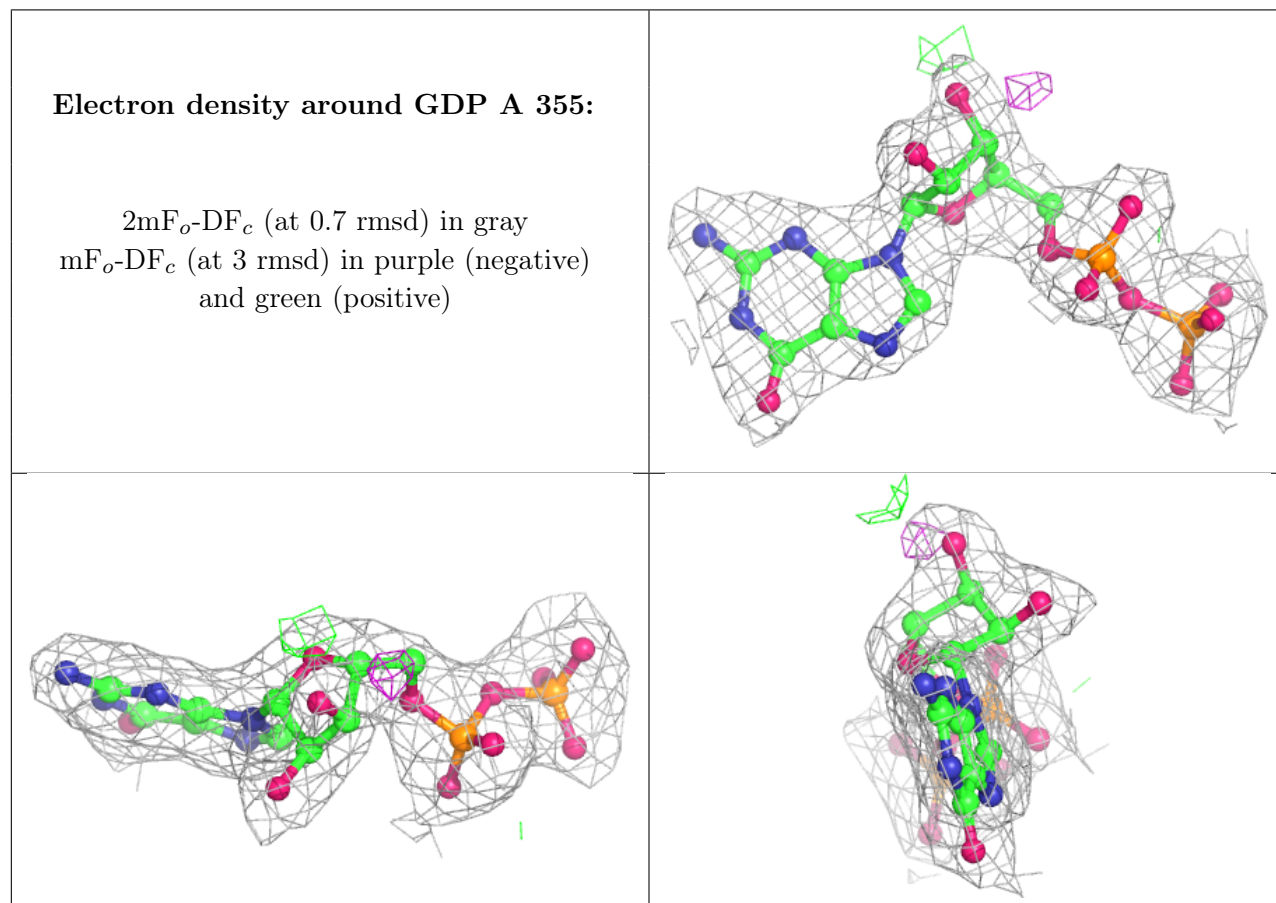 Electron density around GDP A 355:
2mFₒ-DF𝒸 (at 0.7 rmsd) in gray
mFₒ-DF𝒸 (at 3 rmsd) in purple (negative)
and green (positive)